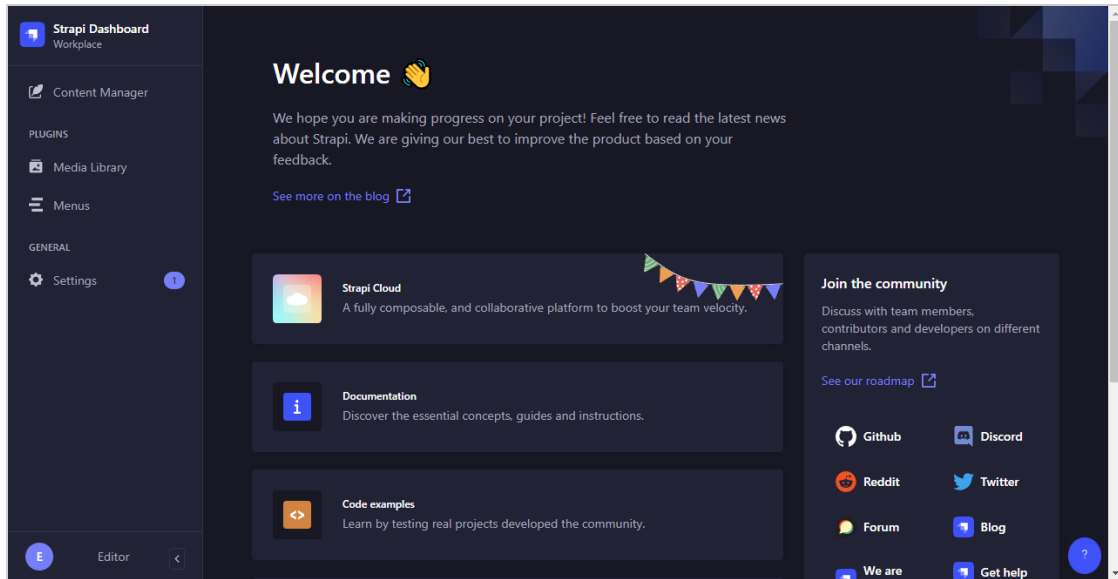 Strapi Dashboard
Workplace
Content Manager
PLUGINS
Media Library
Menus
GENERAL
Settings
1
E
Editor
Welcome 👋
We hope you are making progress on your project! Feel free to read the latest news
about Strapi. We are giving our best to improve the product based on your
feedback.
See more on the blog
Strapi Cloud
A fully composable, and collaborative platform to boost your team velocity.
Documentation
Discover the essential concepts, guides and instructions.
Code examples
Learn by testing real projects developed the community.
Join the community
Discuss with team members,
contributors and developers on different
channels.
See our roadmap
Github
Discord
Reddit
Twitter
Forum
Blog
We are
Get help
?